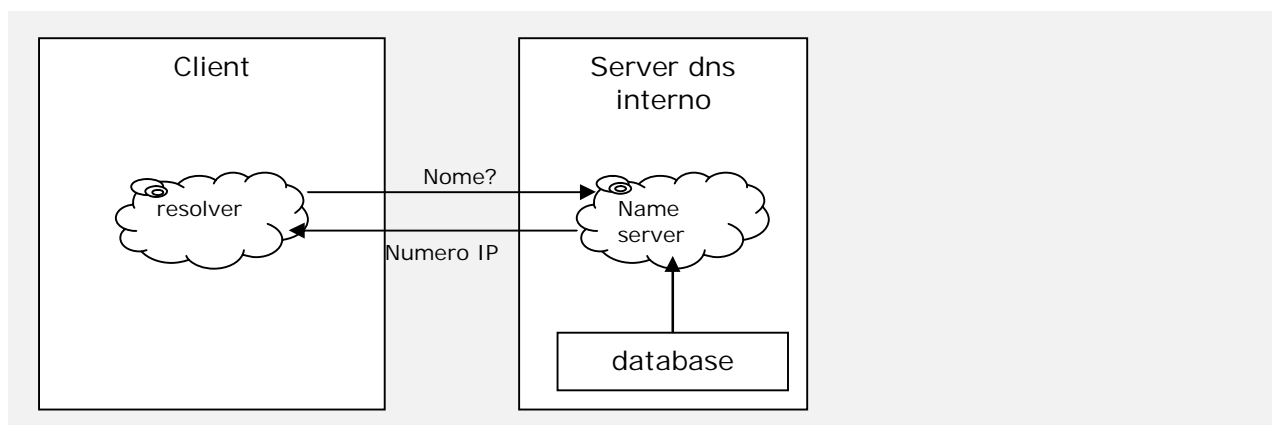 Client
Server dns
interno
Nome?
resolver
Name
server
Numero IP
database